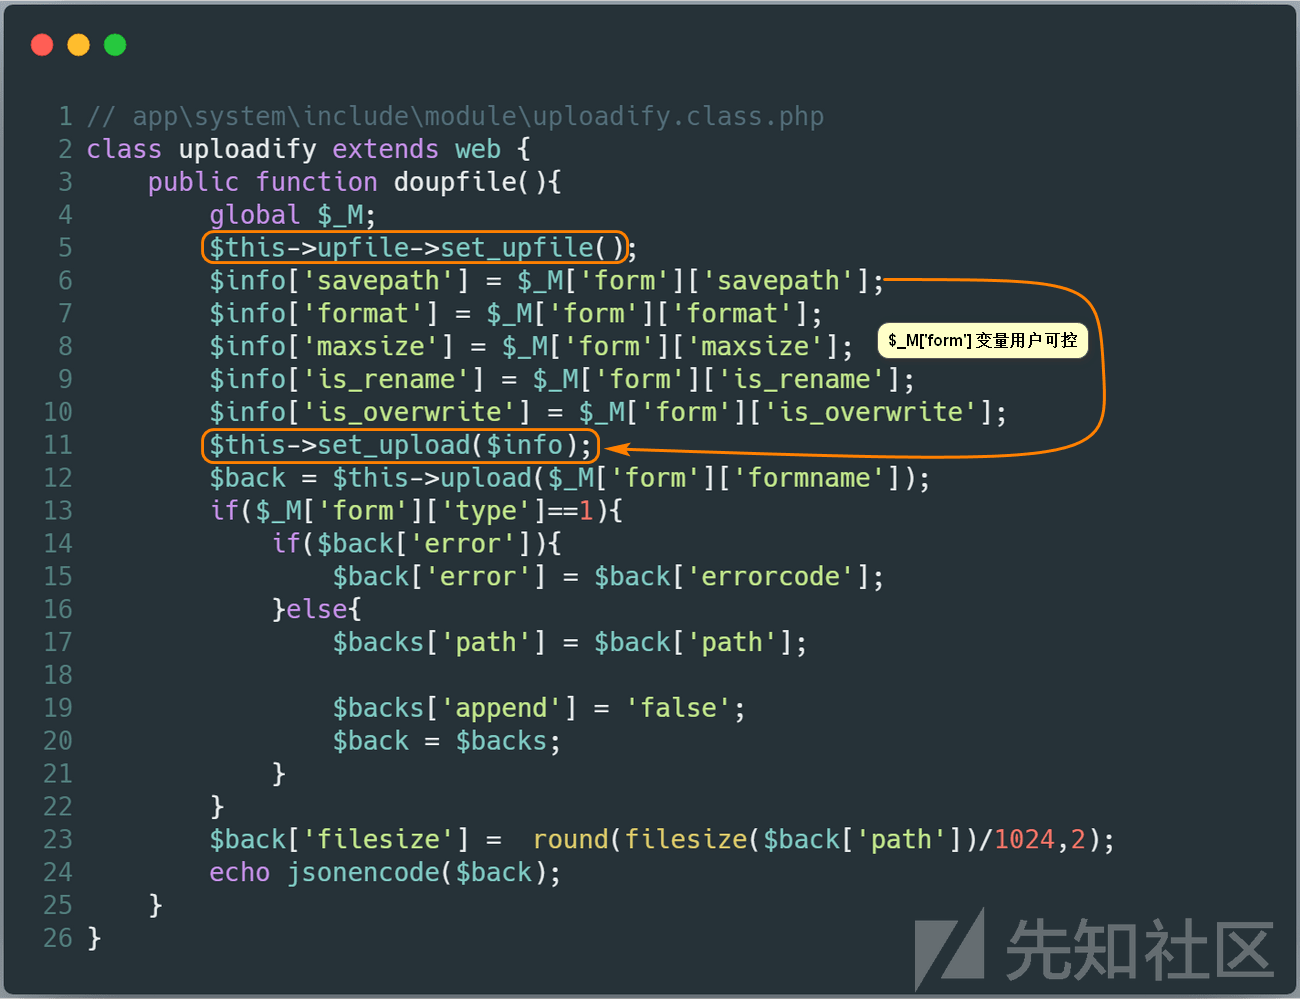 1 // app\system\include\module\uploadify.class.php
2 class uploadify extends web {
3     public function doupfile(){
4         global $_M;
5         $this->upfile->set_upfile();
6         $info['savepath'] = $_M['form']['savepath'];
7         $info['format'] = $_M['form']['format'];
8         $info['maxsize'] = $_M['form']['maxsize'];
$_M['form'] 变量用户可控
9         $info['is_rename'] = $_M['form']['is_rename'];
10         $info['is_overwrite'] = $_M['form']['is_overwrite'];
11         $this->set_upload($info);
12         $back = $this->upload($_M['form']['formname']);
13         if($_M['form']['type']==1){
14             if($back['error']){
15                 $back['error'] = $back['errorcode'];
16             }else{
17                 $backs['path'] = $back['path'];
18
19                 $backs['append'] = 'false';
20                 $back = $backs;
21             }
22         }
23         $back['filesize'] =  round(filesize($back['path'])/1024,2);
24         echo jsonencode($back);
25     }
26 }
先知社区